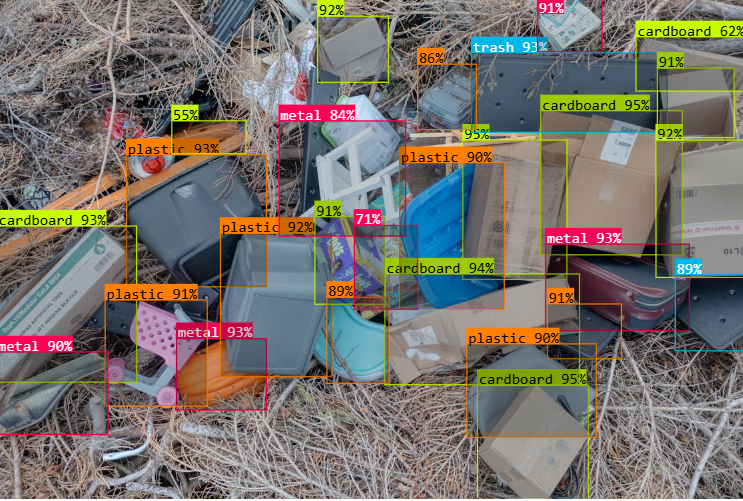 92%
91%
cardboard 62%
trash 93%
86%
91%
cardboard 95%
55%
metal 84%
95%
92%
plastic 93%
plastic 90%
cardboard 93%
plastic 92%
91%
71%
metal 93%
cardboard 94%
89%
plastic 91%
89%
91%
metal 93%
plastic 90%
metal 90%
cardboard 95%